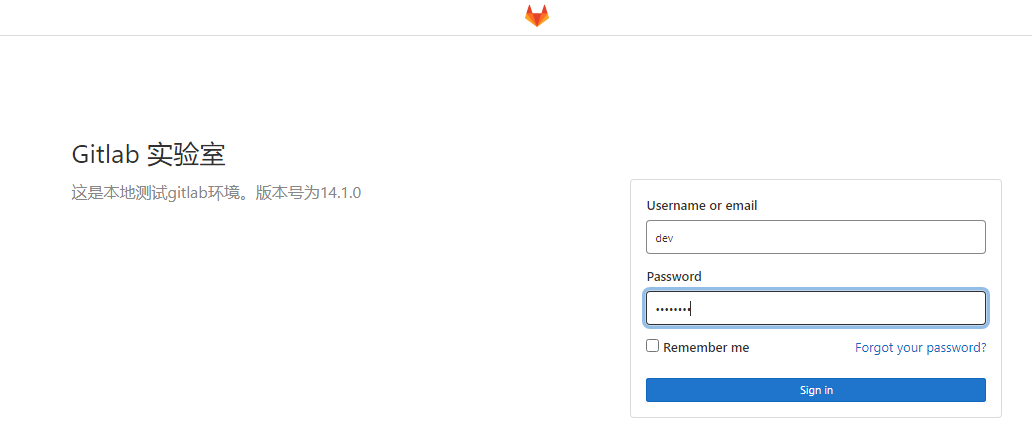 Gitlab 实验室
这是本地测试gitlab环境。版本号为14.1.0
Username or email
dev
Password
••••••••
Remember me
Forgot your password?
Sign in